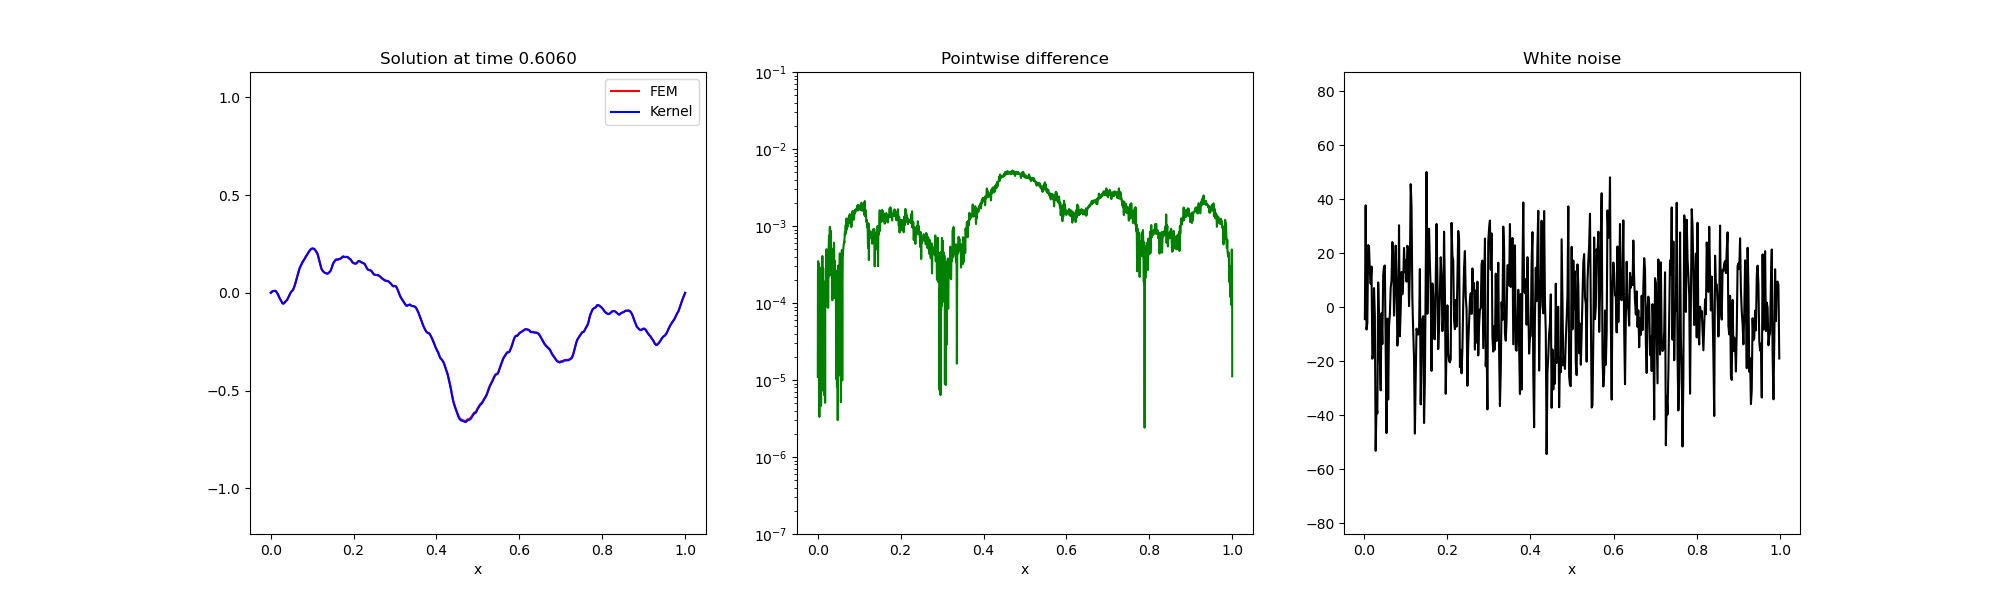 Solution at time 0.6060
1.0
0.5
0.0
−0.5
−1.0
0.0 0.2 0.4 0.6 0.8 1.0
x
FEM
Kernel
Pointwise difference
10⁻¹
10⁻²
10⁻³
10⁻⁴
10⁻⁵
10⁻⁶
10⁻⁷
0.0 0.2 0.4 0.6 0.8 1.0
x
White noise
80
60
40
20
0
−20
−40
−60
−80
0.0 0.2 0.4 0.6 0.8 1.0
x